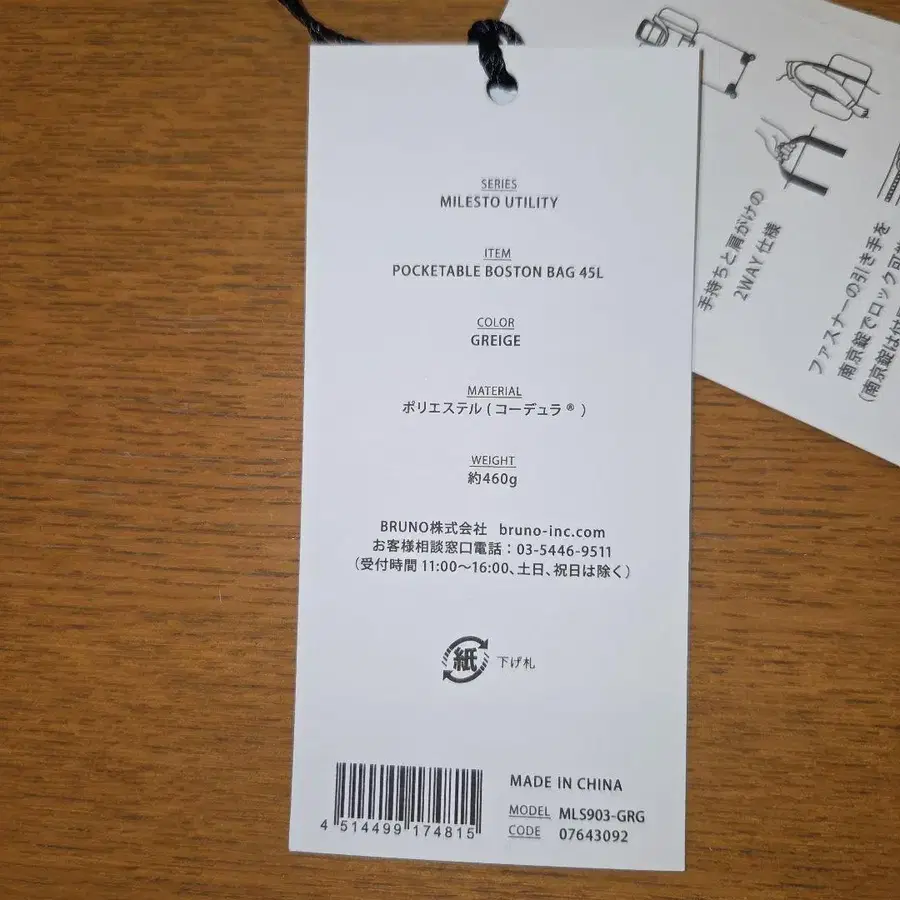 SERIES
MILESTO UTILITY
ITEM
POCKETABLE BOSTON BAG 45L
COLOR
GREIGE
MATERIAL
ポリエステル ( コーデュラ ® )
WEIGHT
約460g
BRUNO株式会社 bruno-inc.com
お客様相談窓口電話：03-5446-9511
（受付時間 11:00〜16:00、土日、祝日は除く）
紙 下げ札
4 514499 174815
MADE IN CHINA
MODEL MLS903-GRG
CODE 07643092
手持ちと肩がけの
2WAY 仕様
ファスナーの引き手を
南京錠でロック可能
(南京錠は付